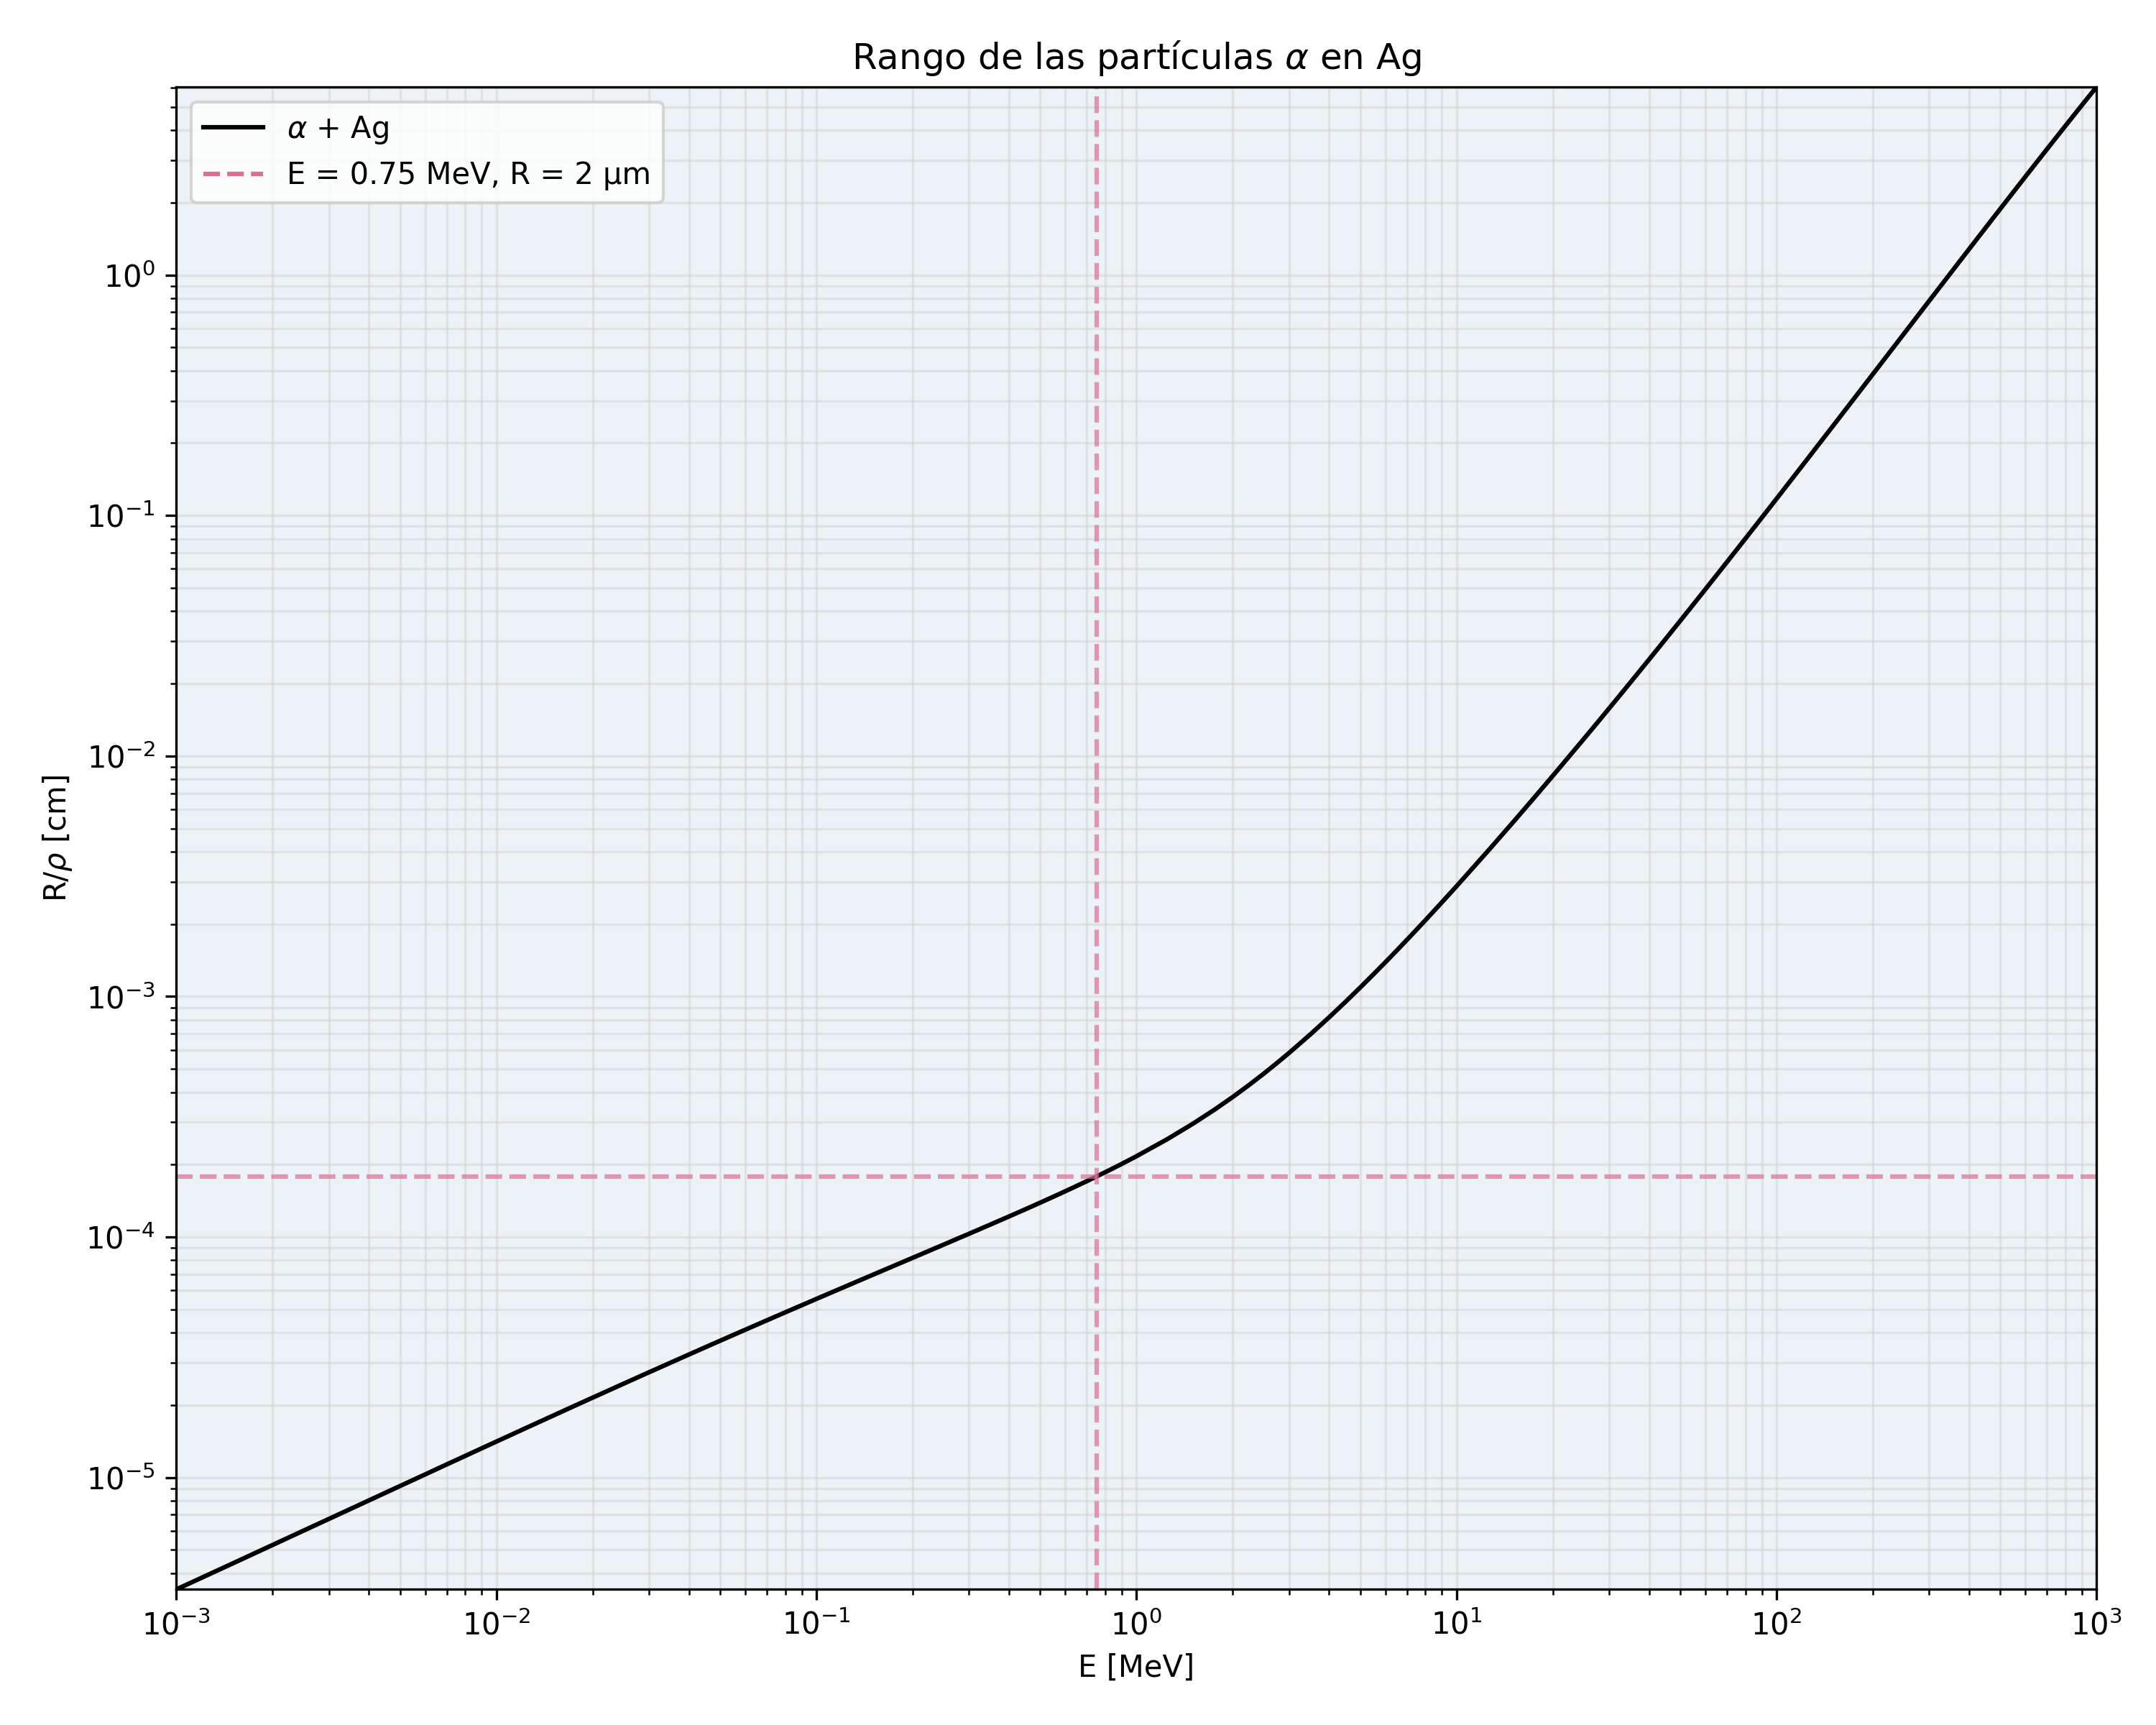 Rango de las partículas α en Ag
α + Ag
E = 0.75 MeV, R = 2 µm
R/ρ [cm]
10⁰
10⁻¹
10⁻²
10⁻³
10⁻⁴
10⁻⁵
10⁻³ 10⁻² 10⁻¹ 10⁰ 10¹ 10² 10³
E [MeV]